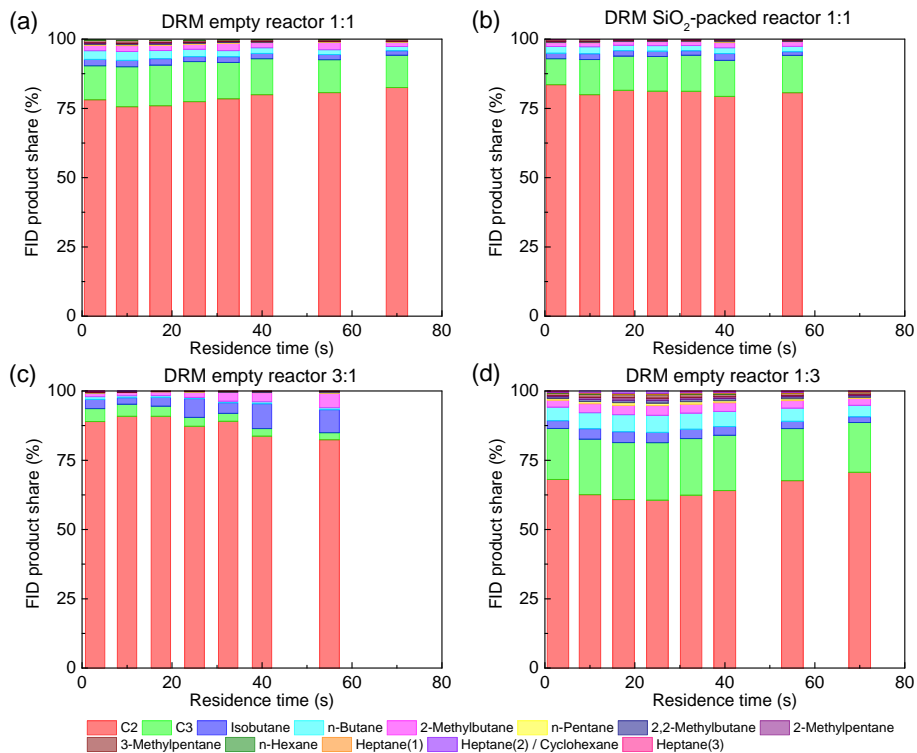 (a) DRM empty reactor 1:1
100
75
50
25
0
FID product share (%)
0 20 40 60 80
Residence time (s)
(b) DRM SiO2-packed reactor 1:1
100
75
50
25
0
FID product share (%)
0 20 40 60 80
Residence time (s)
(c) DRM empty reactor 3:1
100
75
50
25
0
FID product share (%)
0 20 40 60 80
Residence time (s)
(d) DRM empty reactor 1:3
100
75
50
25
0
FID product share (%)
0 20 40 60 80
Residence time (s)
C2 C3 Isobutane n-Butane 2-Methylbutane n-Pentane 2,2-Methylbutane 2-Methylpentane
3-Methylpentane n-Hexane Heptane(1) Heptane(2) / Cyclohexane Heptane(3)